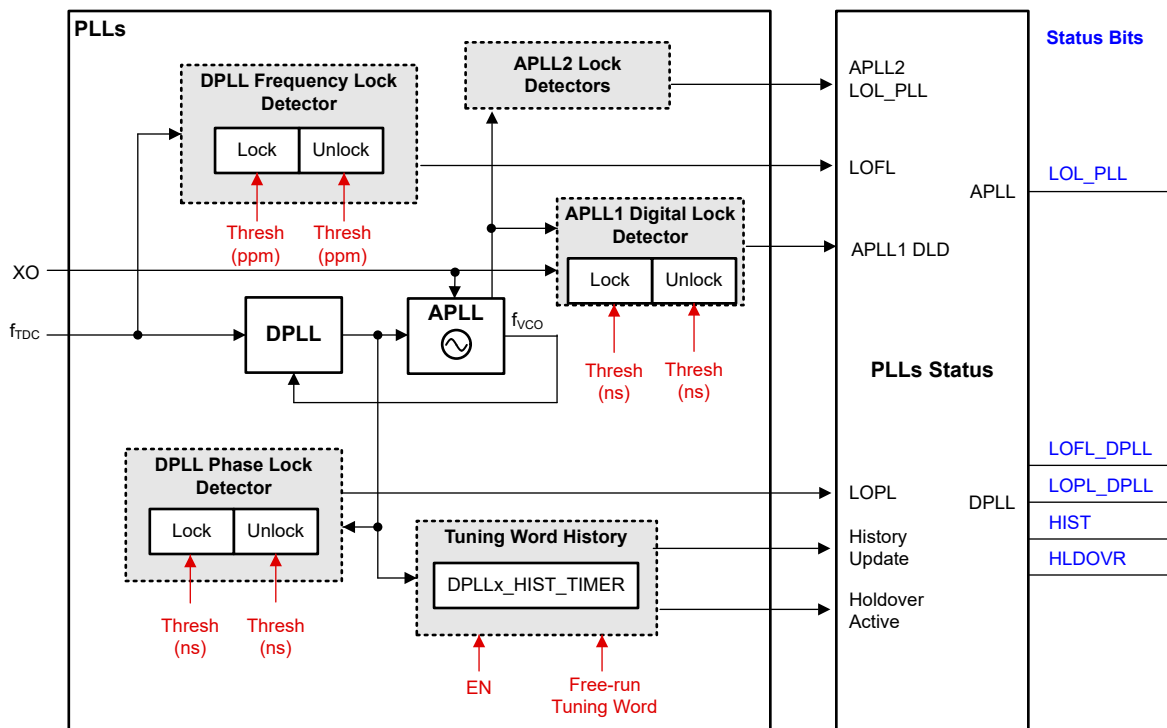 PLLs
DPLL Frequency Lock
Detector
Lock
Unlock
Thresh
(ppm)
Thresh
(ppm)
APLL2 Lock
Detectors
APLL1 Digital Lock
Detector
Lock
Unlock
Thresh
(ns)
Thresh
(ns)
XO
fTDC
DPLL
APLL
fVCO
DPLL Phase Lock
Detector
Lock
Unlock
Thresh
(ns)
Thresh
(ns)
Tuning Word History
DPLLx_HIST_TIMER
EN
Free-run
Tuning Word
APLL2
LOL_PLL
LOFL
APLL
APLL1 DLD
PLLs Status
LOPL
DPLL
History
Update
Holdover
Active
Status Bits
LOL_PLL
LOFL_DPLL
LOPL_DPLL
HIST
HLDOVR